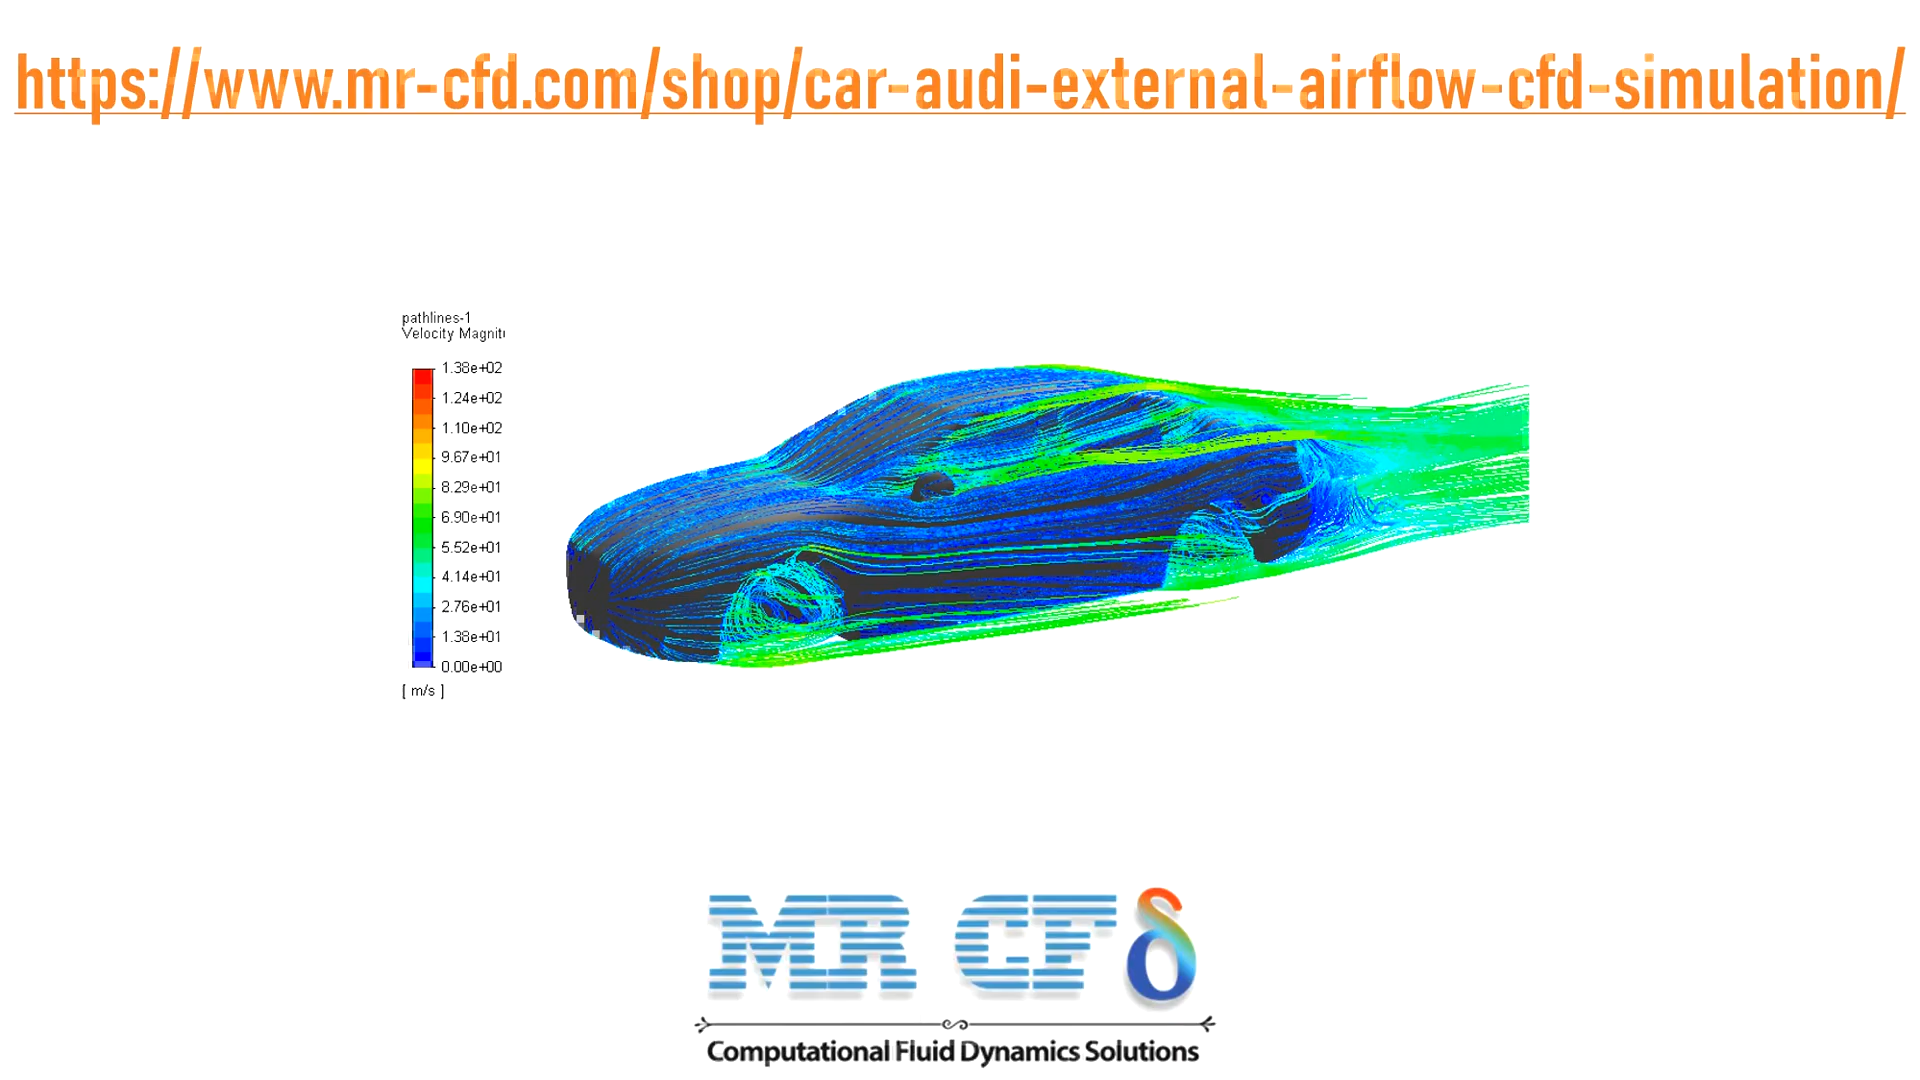 https://www.mr-cfd.com/shop/car-audi-external-airflow-cfd-simulation/
pathlines-1
Velocity Magnit
1.38e+02
1.24e+02
1.10e+02
9.67e+01
8.29e+01
6.90e+01
5.52e+01
4.14e+01
2.76e+01
1.38e+01
0.00e+00
[ m/s ]
MR CFδ
Computational Fluid Dynamics Solutions